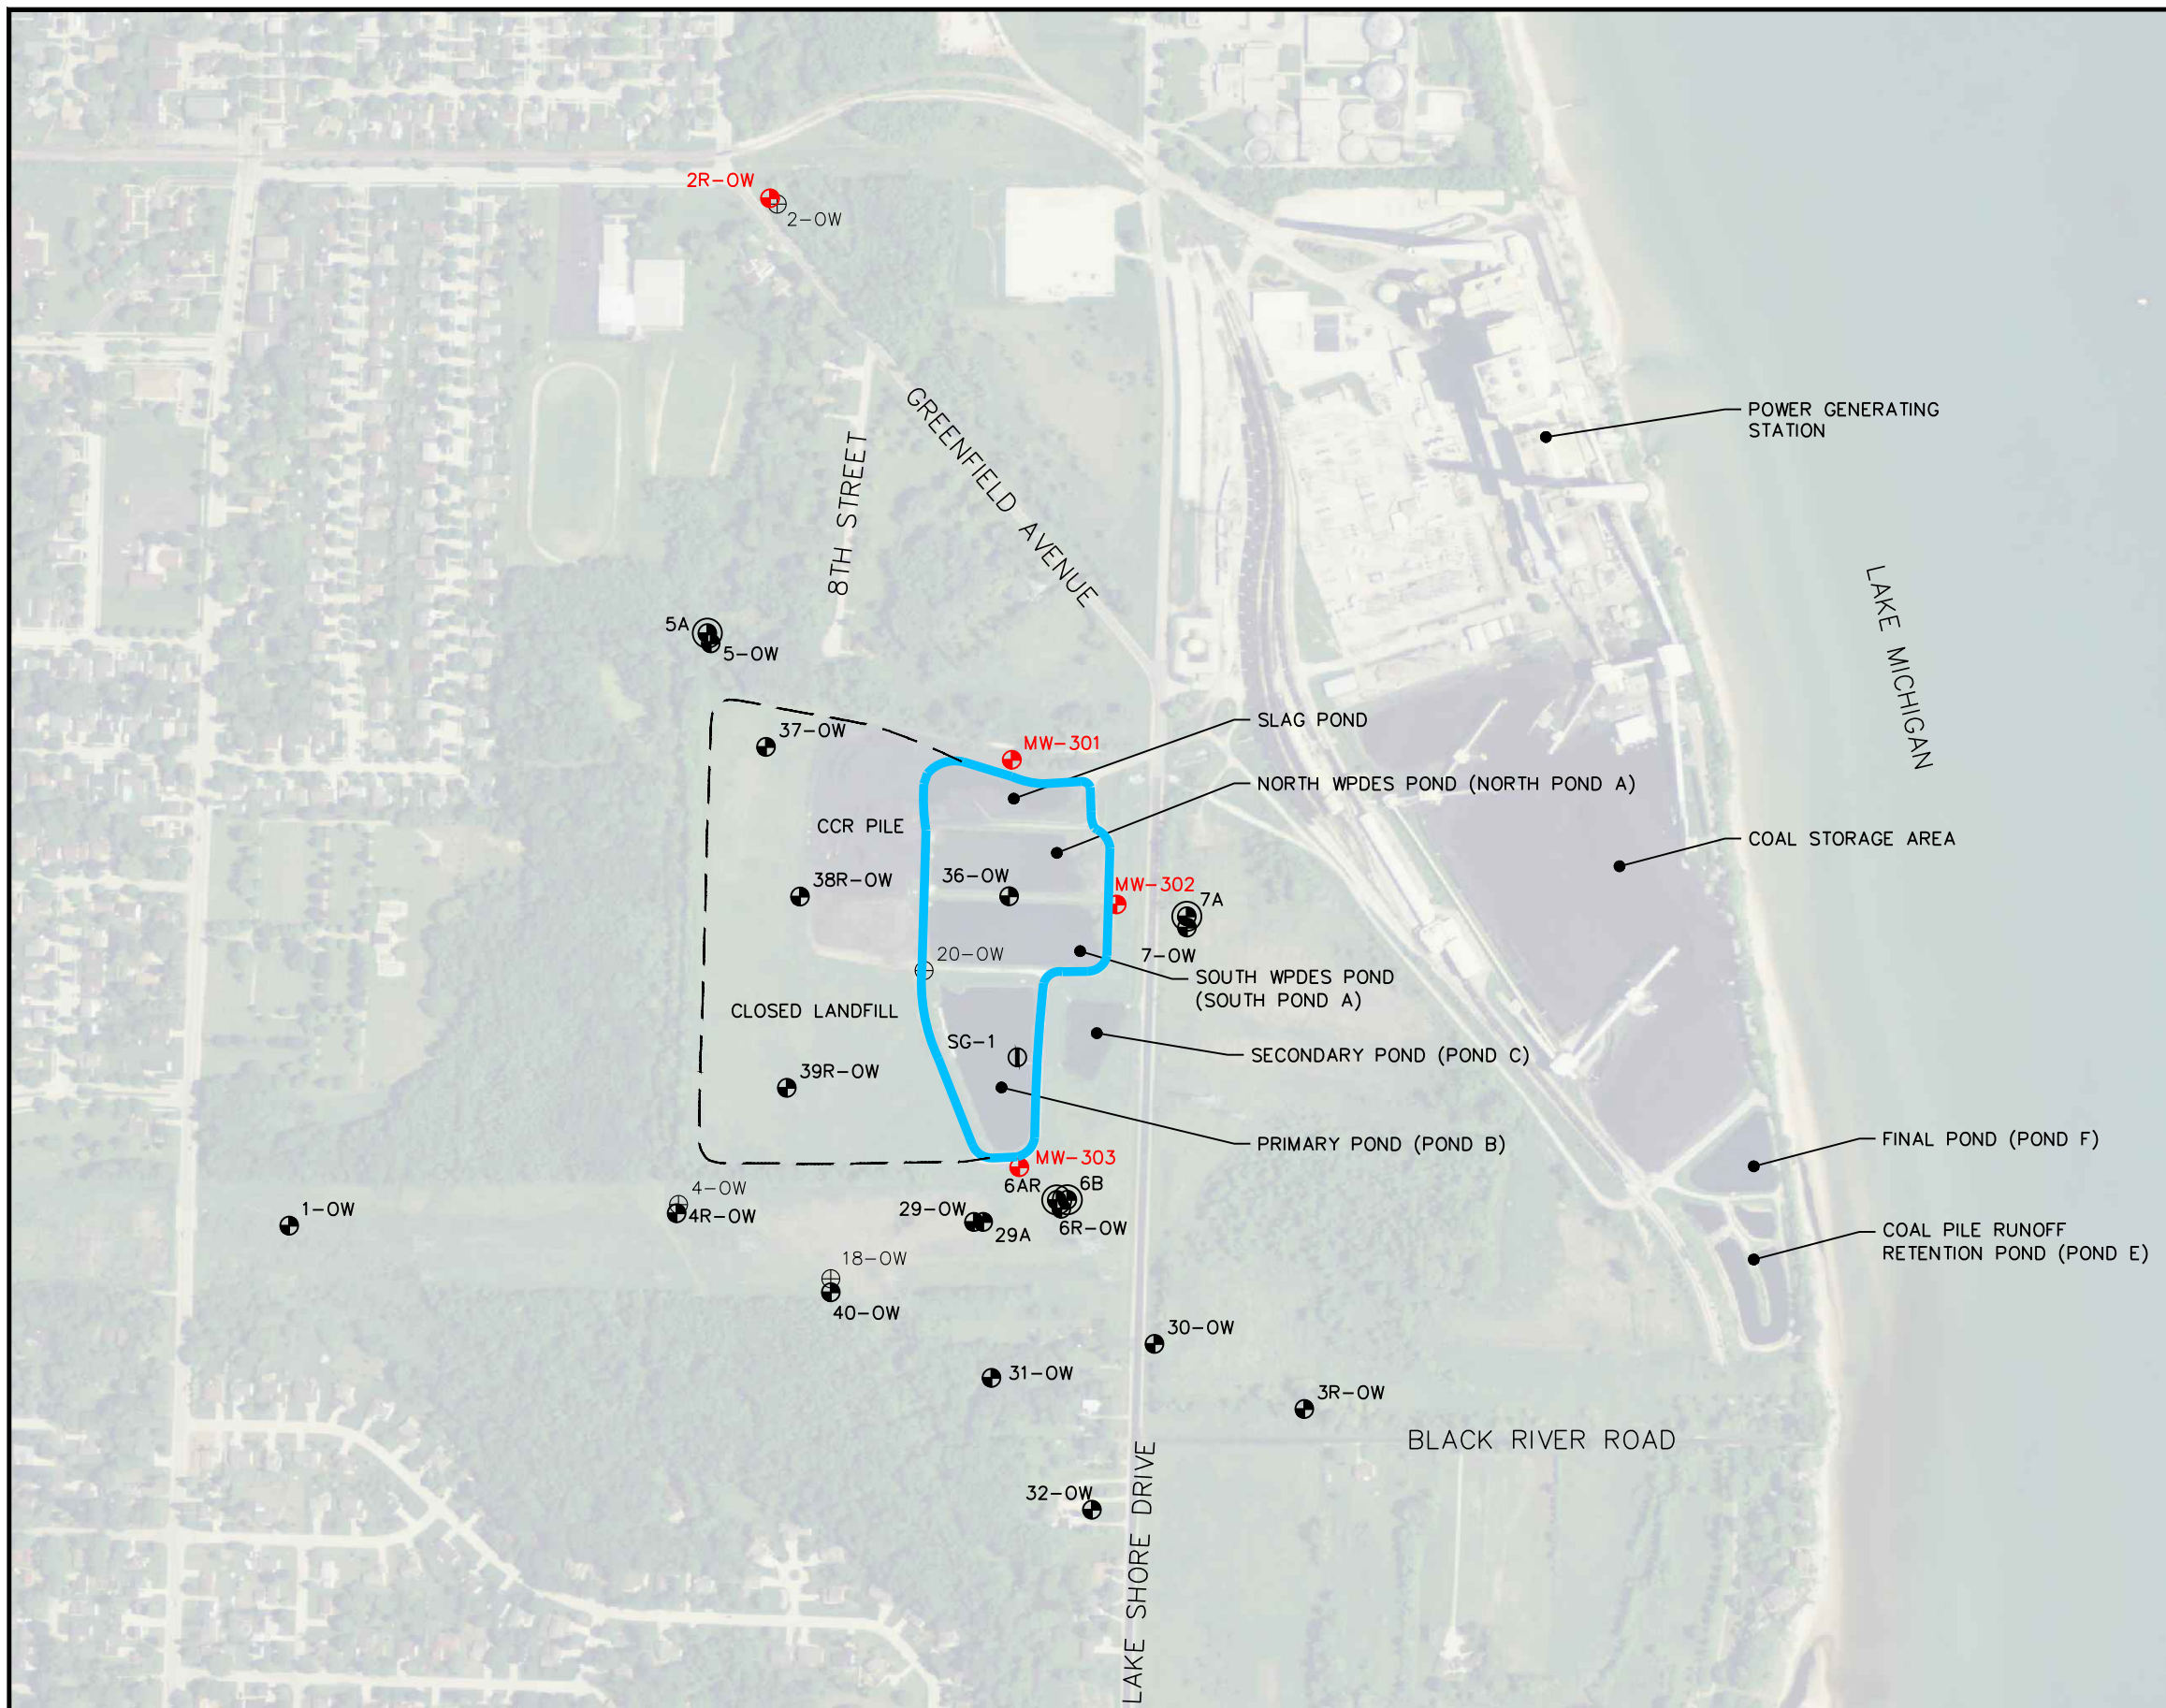 2R-OW
2-OW
GREENFIELD AVENUE
8TH STREET
POWER GENERATING
STATION
LAKE MICHIGAN
5A
5-OW
37-OW
MW-301
SLAG POND
NORTH WPDES POND (NORTH POND A)
CCR PILE
COAL STORAGE AREA
38R-OW
36-OW
MW-302
7A
7-OW
20-OW
SOUTH WPDES POND
(SOUTH POND A)
CLOSED LANDFILL
SG-1
SECONDARY POND (POND C)
39R-OW
PRIMARY POND (POND B)
FINAL POND (POND F)
MW-303
6AR
6B
6R-OW
4-OW
4R-OW
1-OW
29-OW
29A
COAL PILE RUNOFF
RETENTION POND (POND E)
18-OW
40-OW
30-OW
31-OW
3R-OW
BLACK RIVER ROAD
32-OW
LAKE SHORE DRIVE